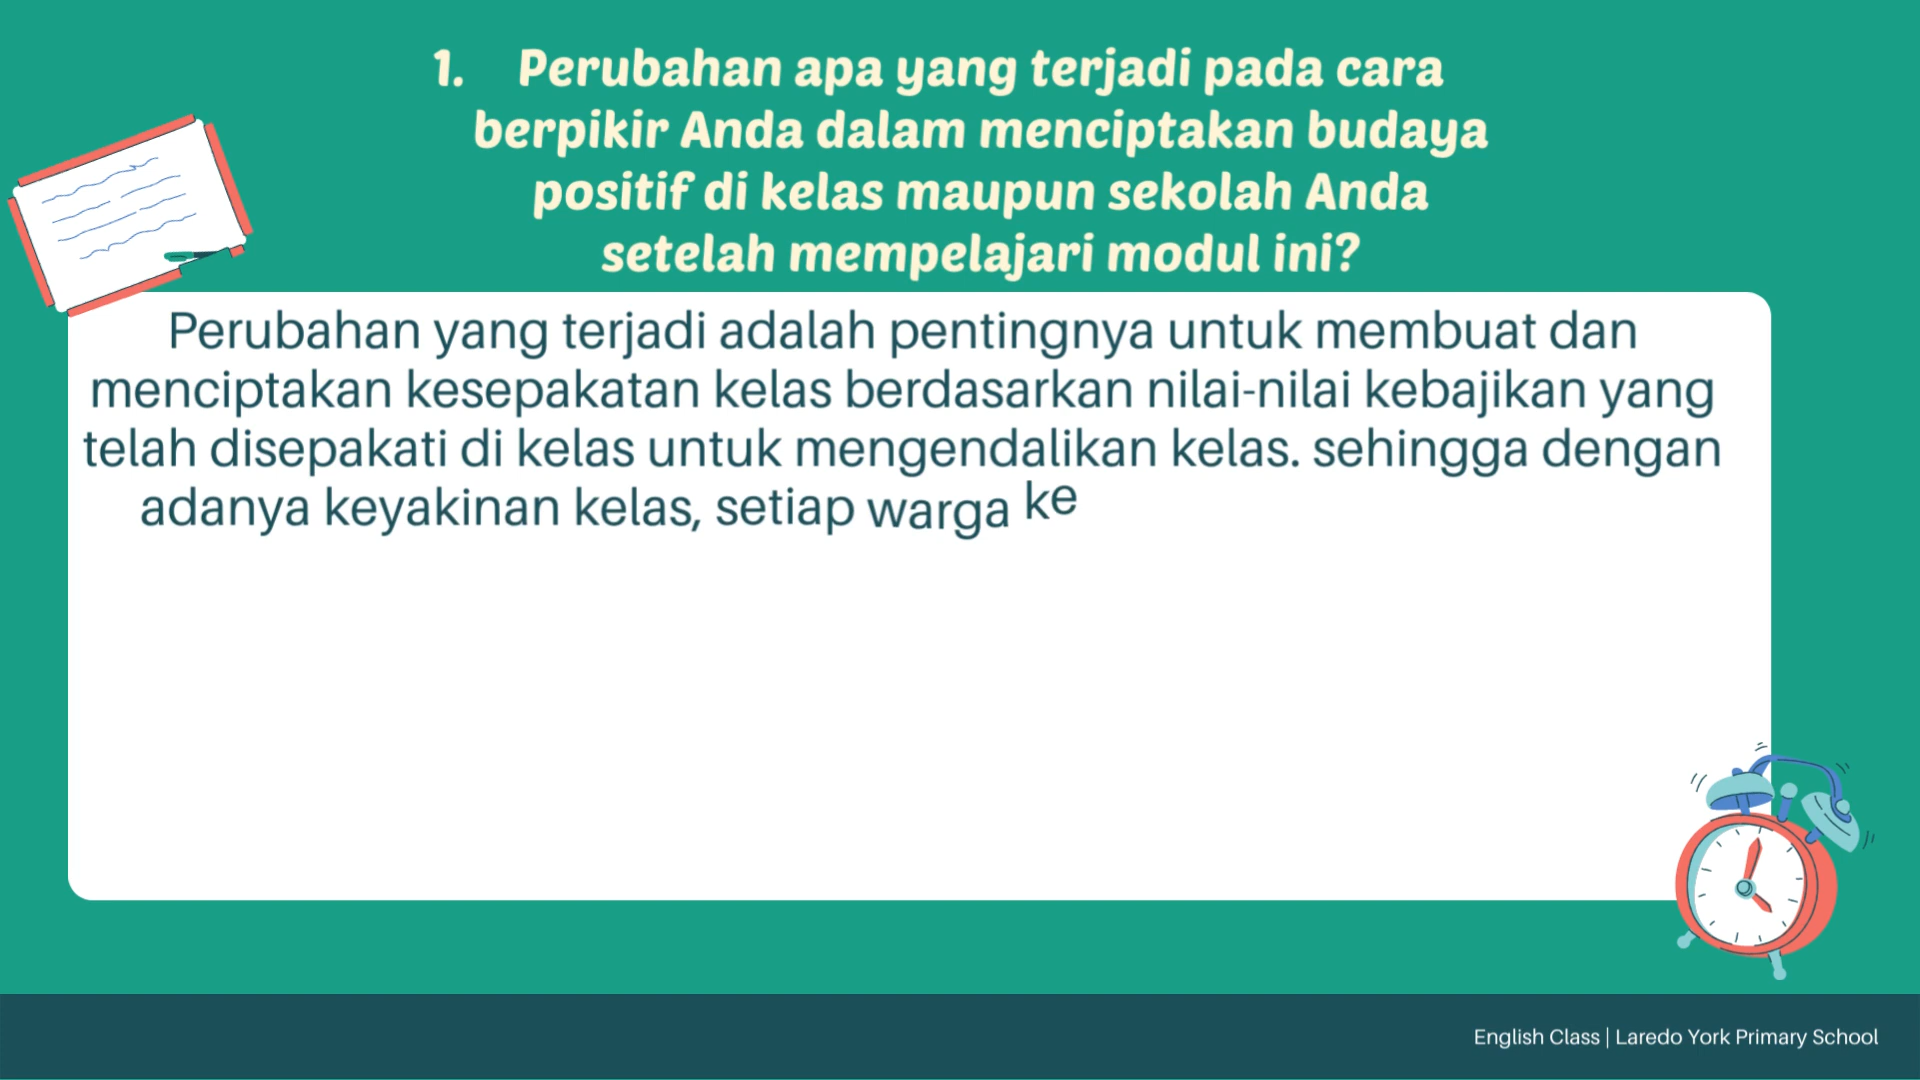 1. Perubahan apa yang terjadi pada cara
berpikir Anda dalam menciptakan budaya
positif di kelas maupun sekolah Anda
setelah mempelajari modul ini?
Perubahan yang terjadi adalah pentingnya untuk membuat dan
menciptakan kesepakatan kelas berdasarkan nilai-nilai kebajikan yang
telah disepakati di kelas untuk mengendalikan kelas. sehingga dengan
adanya keyakinan kelas, setiap warga ke
English Class | Laredo York Primary School